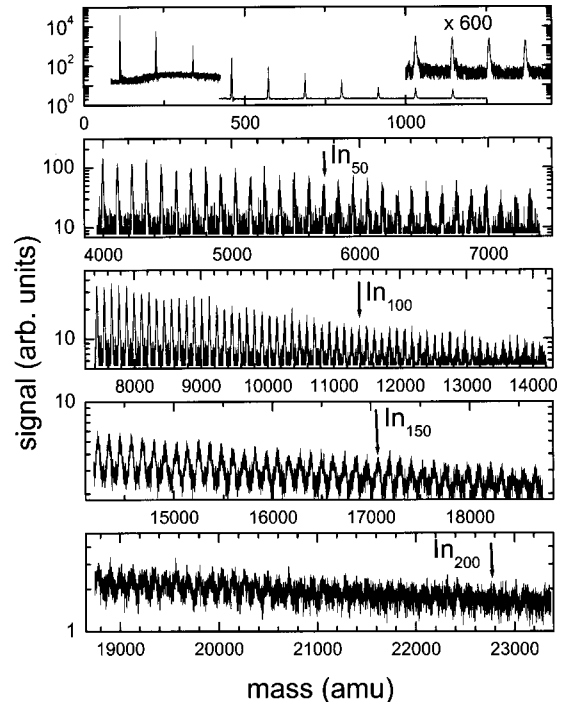 10⁴
10²
10⁰
x 600
0 500 1000
100
10
In₅₀
4000 5000 6000 7000
10
In₁₀₀
8000 9000 10000 11000 12000 13000 14000
10
In₁₅₀
15000 16000 17000 18000
In₂₀₀
1
19000 20000 21000 22000 23000
signal (arb. units)
mass (amu)